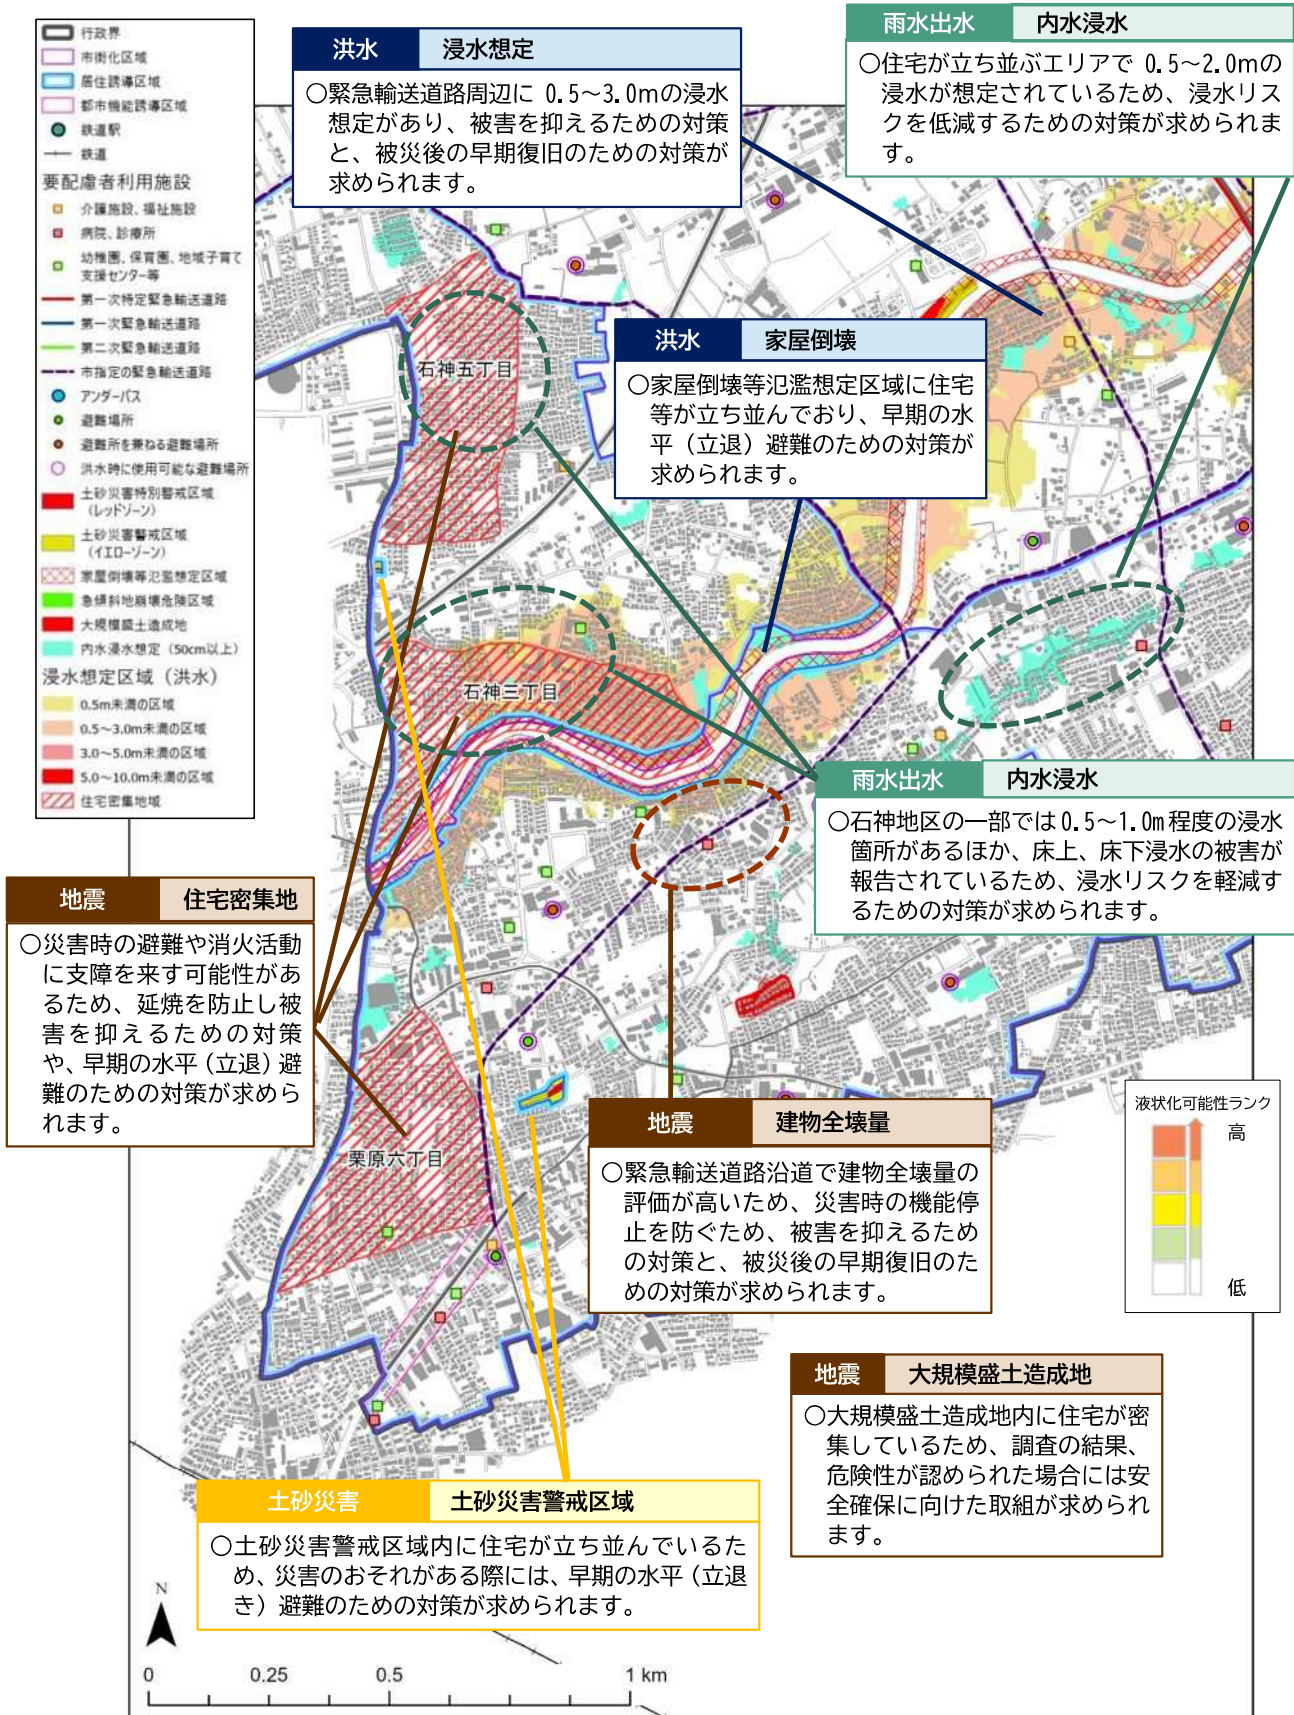 行政界
市街化区域
居住誘導区域
都市機能誘導区域
鉄道駅
鉄道
要配慮者利用施設
介護施設、福祉施設
病院、診療所
幼稚園、保育園、地域子育て
支援センター等
第一次特定緊急輸送道路
第一次緊急輸送道路
第二次緊急輸送道路
市指定の緊急輸送道路
アンダーパス
避難場所
避難所を兼ねる避難場所
洪水時に使用可能な避難場所
土砂災害特別警戒区域
（レッドゾーン）
土砂災害警戒区域
（イエローゾーン）
家屋倒壊等氾濫想定区域
急傾斜地崩壊危険区域
大規模盛土造成地
内水浸水想定（50cm以上）
浸水想定区域（洪水）
0.5m未満の区域
0.5～3.0m未満の区域
3.0～5.0m未満の区域
5.0～10.0m未満の区域
住宅密集地域
洪水 浸水想定
○緊急輸送道路周辺に 0.5～3.0mの浸水
想定があり、被害を抑えるための対策
と、被災後の早期復旧のための対策が
求められます。
雨水出水 内水浸水
○住宅が立ち並ぶエリアで 0.5～2.0mの
浸水が想定されているため、浸水リス
クを低減するための対策が求められま
す。
洪水 家屋倒壊
○家屋倒壊等氾濫想定区域に住宅
等が立ち並んでおり、早期の水
平（立退）避難のための対策が
求められます。
石神五丁目
石神三丁目
雨水出水 内水浸水
○石神地区の一部では0.5～1.0m程度の浸水
箇所があるほか、床上、床下浸水の被害が
報告されているため、浸水リスクを軽減す
るための対策が求められます。
地震 住宅密集地
○災害時の避難や消火活動
に支障を来す可能性があ
るため、延焼を防止し被
害を抑えるための対策
や、早期の水平（立退）避
難のための対策が求めら
れます。
栗原六丁目
地震 建物全壊量
○緊急輸送道路沿道で建物全壊量の
評価が高いため、災害時の機能停
止を防ぐため、被害を抑えるため
の対策と、被災後の早期復旧のた
めの対策が求められます。
液状化可能性ランク
高
低
地震 大規模盛土造成地
○大規模盛土造成地内に住宅が密
集しているため、調査の結果、
危険性が認められた場合には安
全確保に向けた取組が求められ
ます。
土砂災害 土砂災害警戒区域
○土砂災害警戒区域内に住宅が立ち並んでいるた
め、災害のおそれがある際には、早期の水平（立退
き）避難のための対策が求められます。
N
0 0.25 0.5 1 km